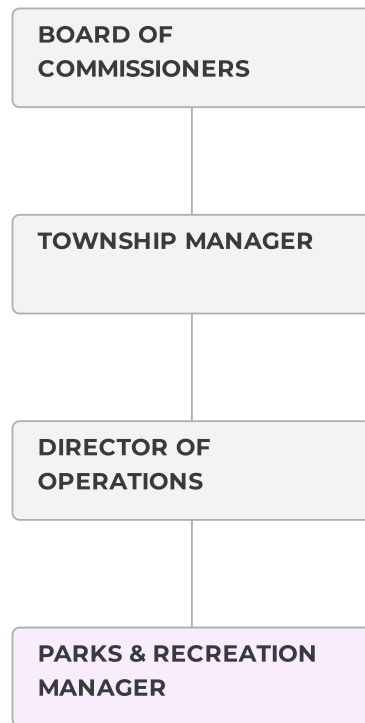 BOARD OF
COMMISSIONERS
TOWNSHIP MANAGER
DIRECTOR OF
OPERATIONS
PARKS & RECREATION
MANAGER